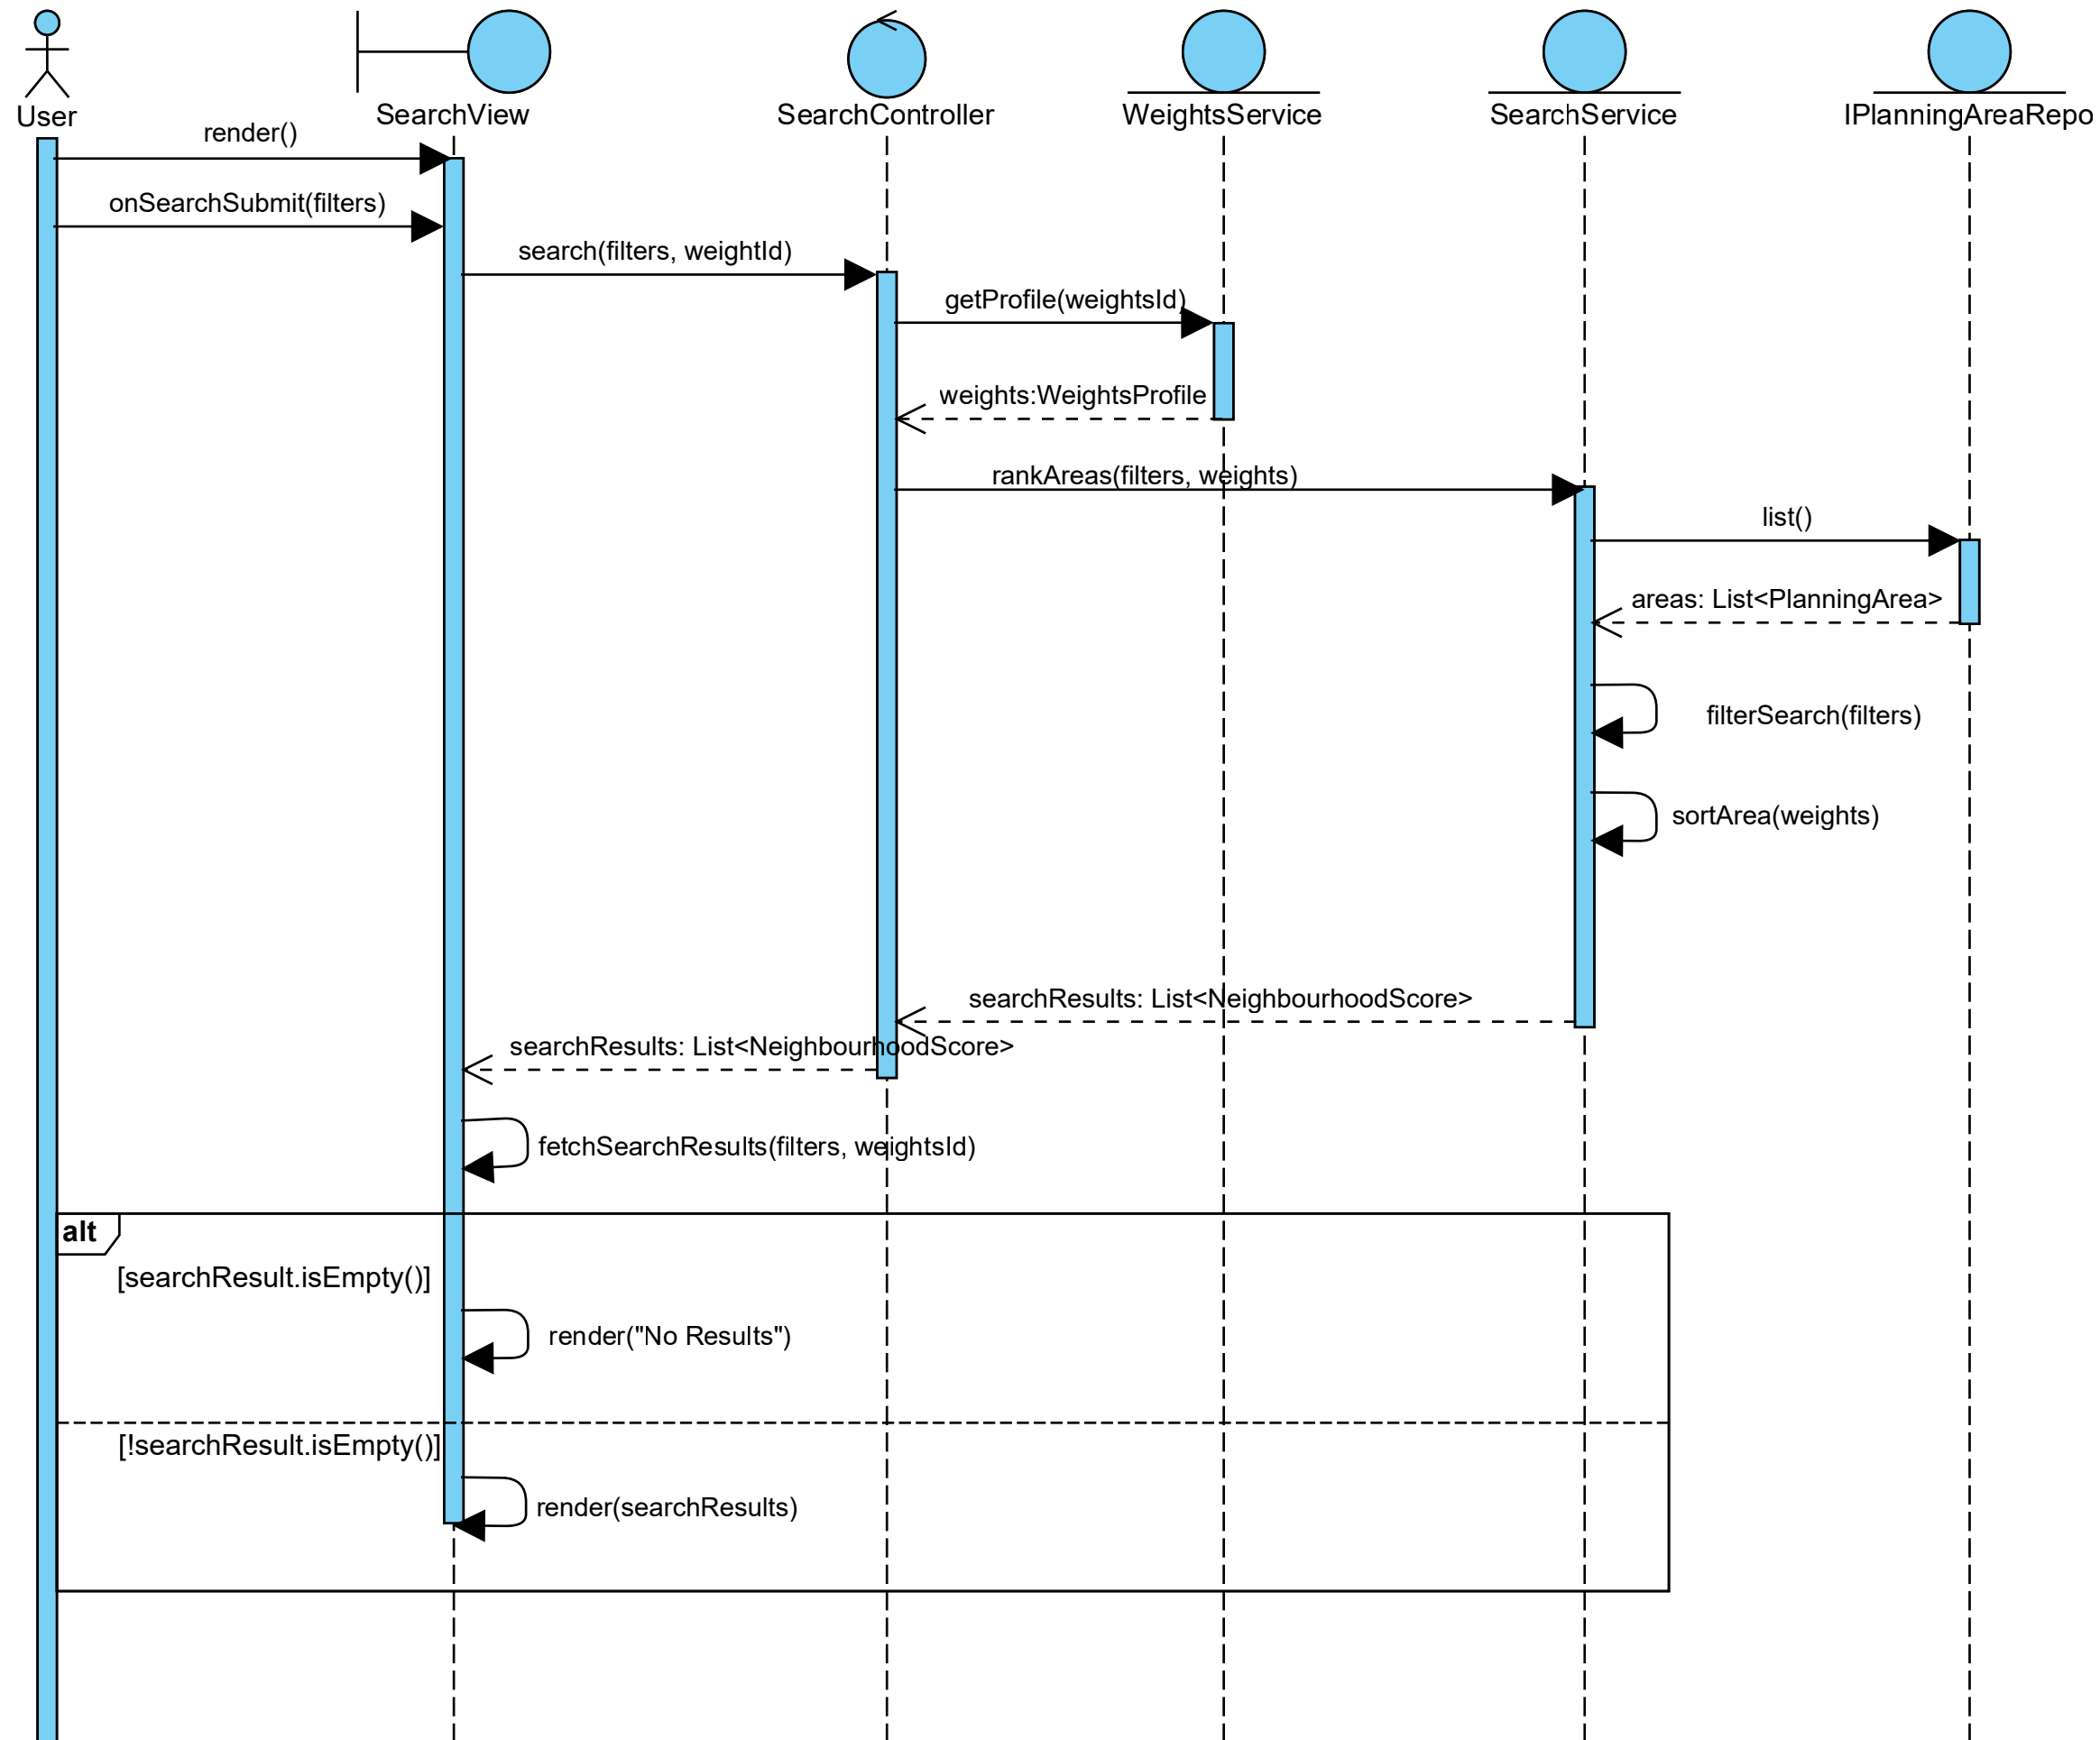 User
SearchView
SearchController
WeightsService
SearchService
IPlanningAreaRepo
render()
onSearchSubmit(filters)
search(filters, weightId)
getProfile(weightsId)
weights:WeightsProfile
rankAreas(filters, weights)
list()
areas: List<PlanningArea>
filterSearch(filters)
sortArea(weights)
searchResults: List<NeighbourhoodScore>
searchResults: List<NeighbourhoodScore>
fetchSearchResults(filters, weightsId)
alt
[searchResult.isEmpty()]
render("No Results")
[!searchResult.isEmpty()]
render(searchResults)